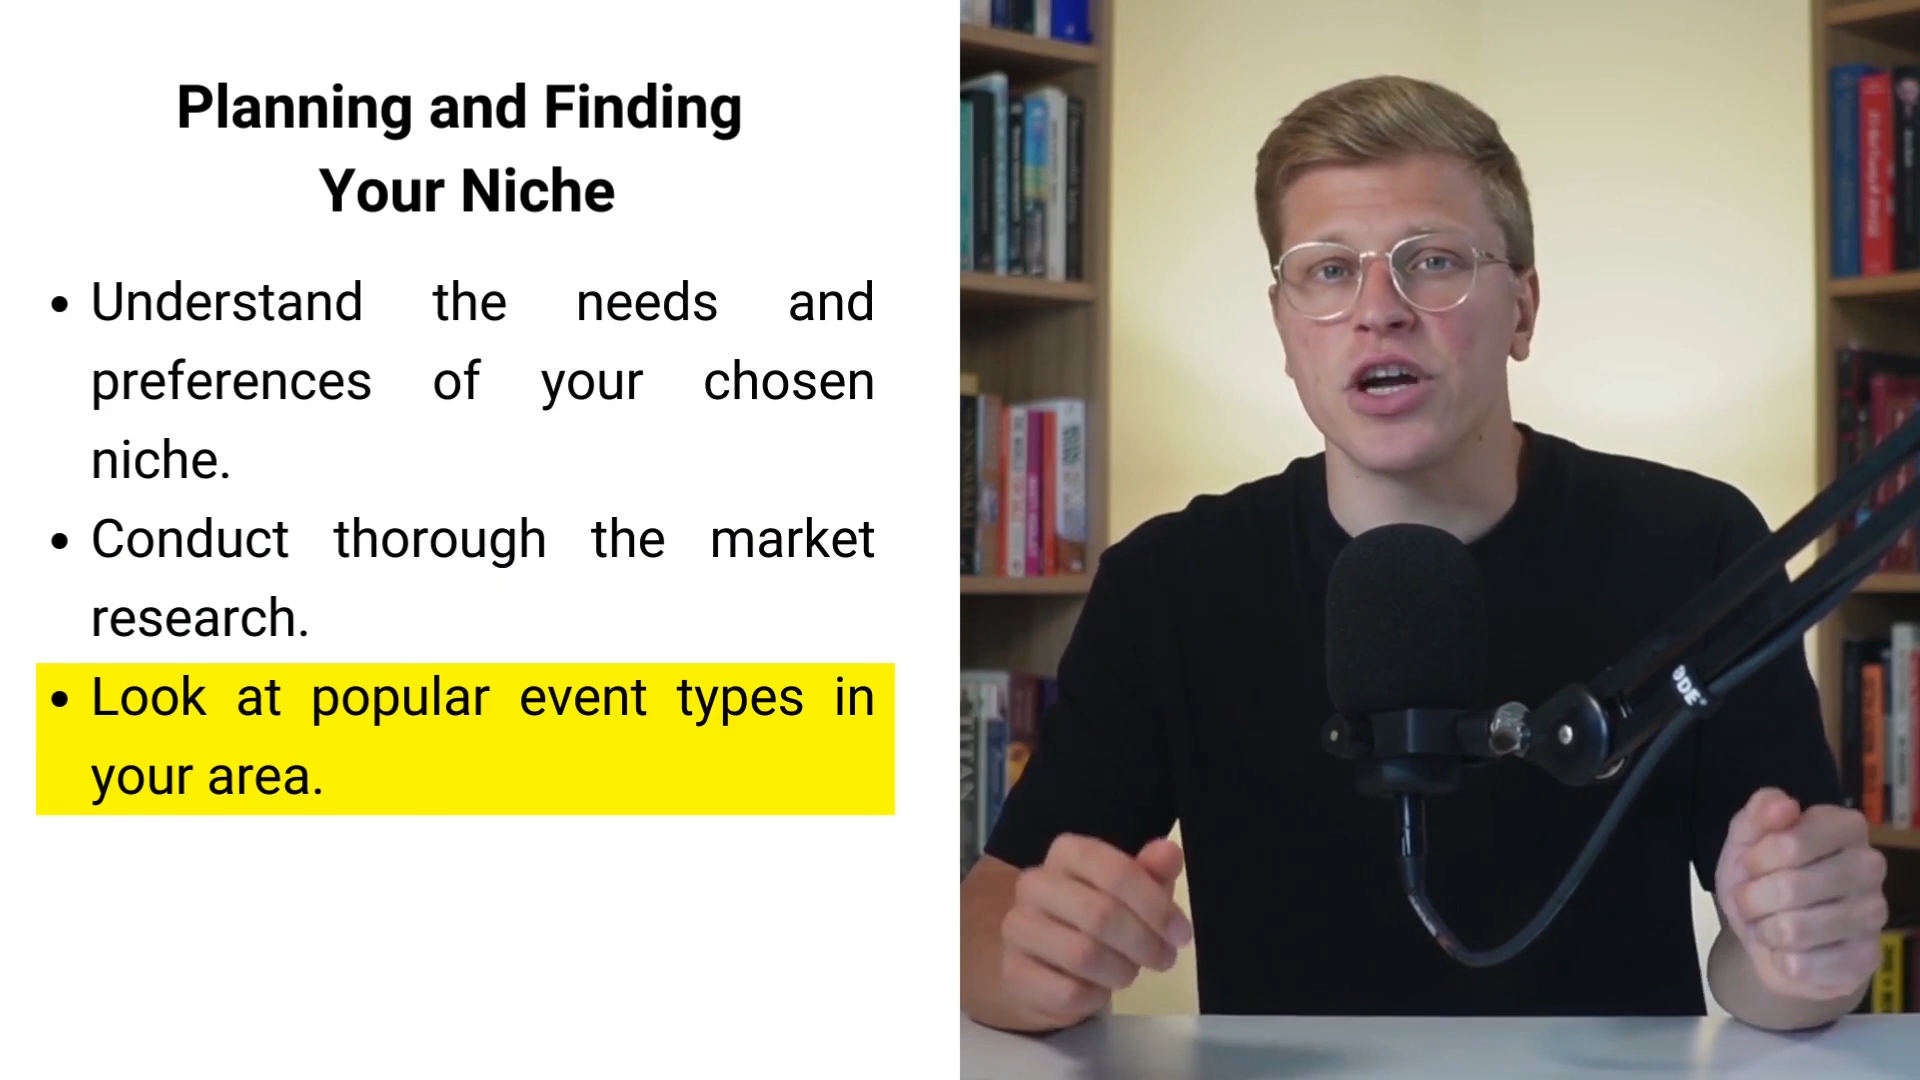 Planning and Finding
Your Niche
• Understand the needs and
preferences of your chosen
niche.
• Conduct thorough the market
research.
• Look at popular event types in
your area.